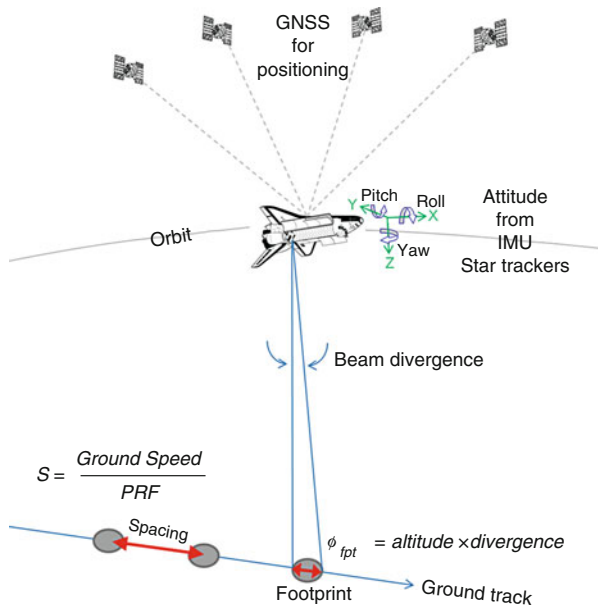 GNSS
for
positioning
Y Pitch Roll
X
Yaw
Z
Attitude
from
IMU
Star trackers
Orbit
Beam divergence
S = Ground Speed / PRF
Spacing
ϕ fpt = altitude × divergence
Footprint
Ground track